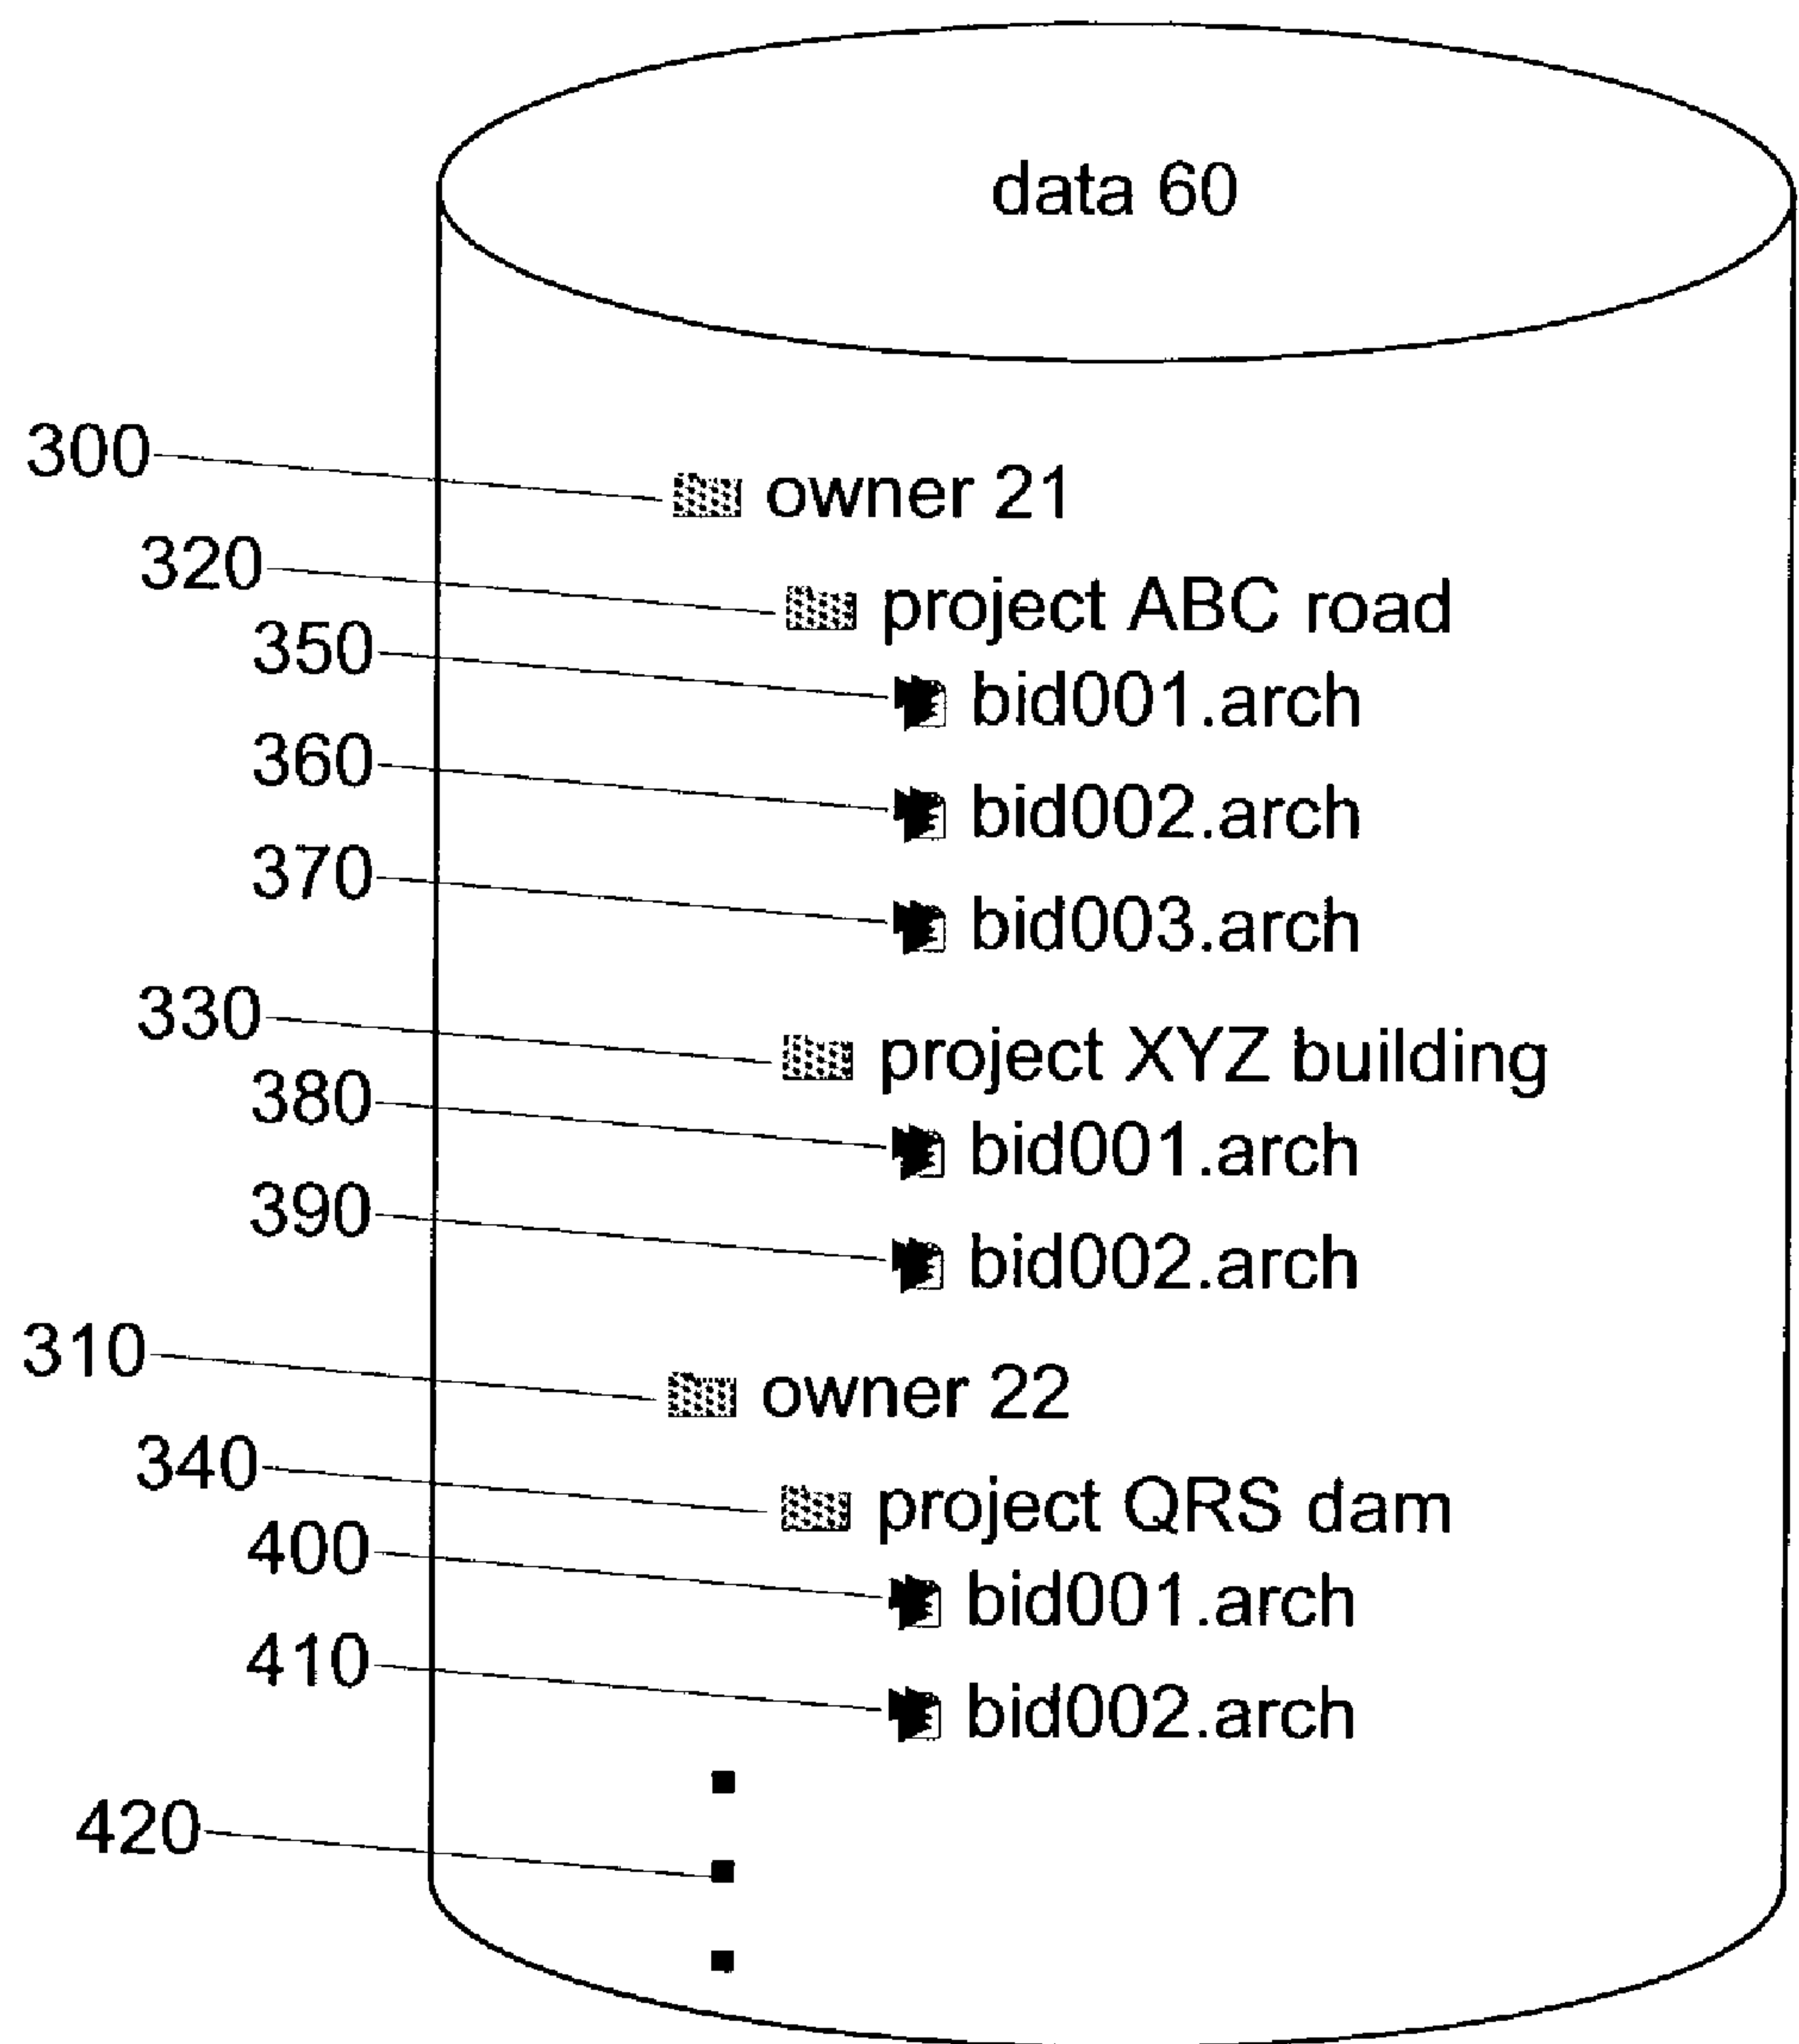 data 60
300 owner 21
320 project ABC road
350 bid001.arch
360 bid002.arch
370 bid003.arch
330 project XYZ building
380 bid001.arch
390 bid002.arch
310 owner 22
340 project QRS dam
400 bid001.arch
410 bid002.arch
420